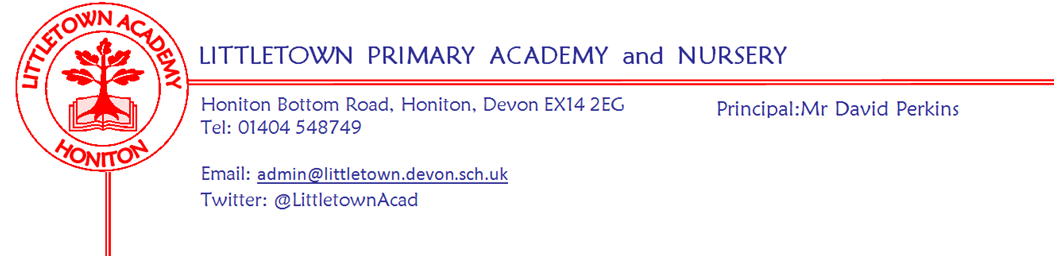 LITTLETOWN ACADEMY
HONITON
LITTLETOWN PRIMARY ACADEMY and NURSERY
Honiton Bottom Road, Honiton, Devon EX14 2EG
Principal:Mr David Perkins
Tel: 01404 548749
Email: admin@littletown.devon.sch.uk
Twitter: @LittletownAcad